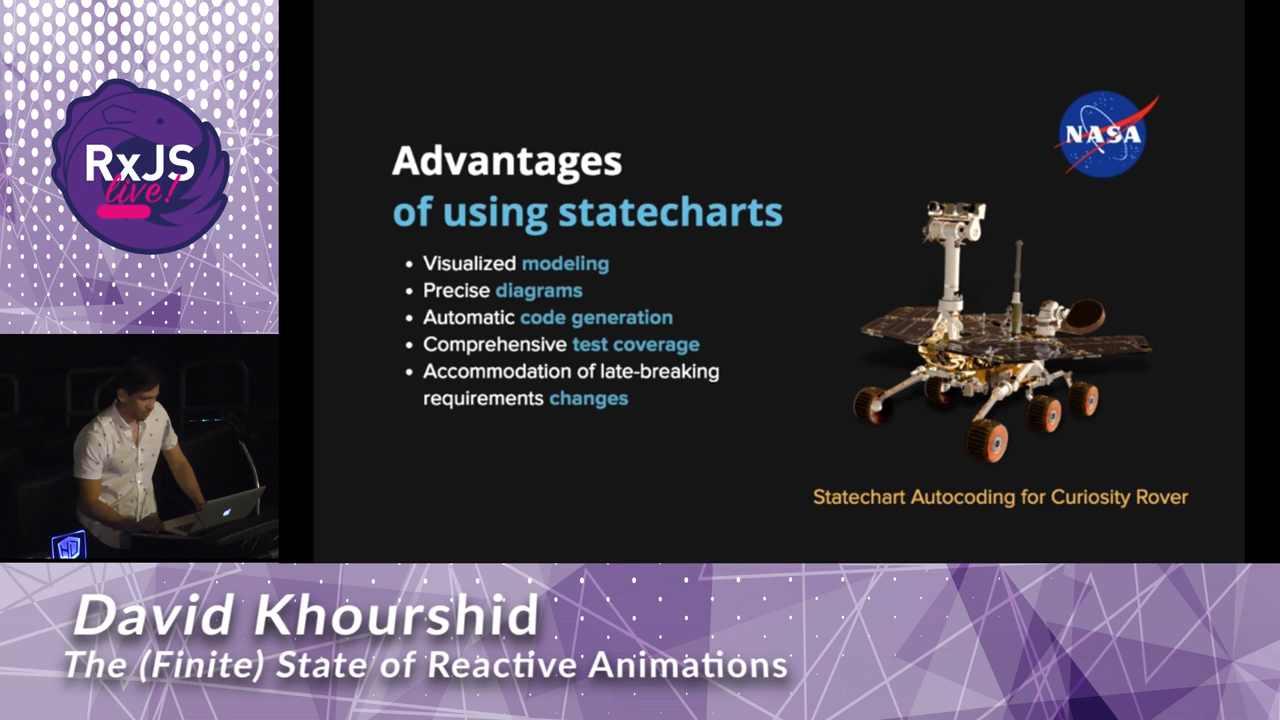 RxJS
live!
NASA
Advantages
of using statecharts
• Visualized modeling
• Precise diagrams
• Automatic code generation
• Comprehensive test coverage
• Accommodation of late-breaking
requirements changes
Statechart Autocoding for Curiosity Rover
HD
David Khourshid
The (Finite) State of Reactive Animations